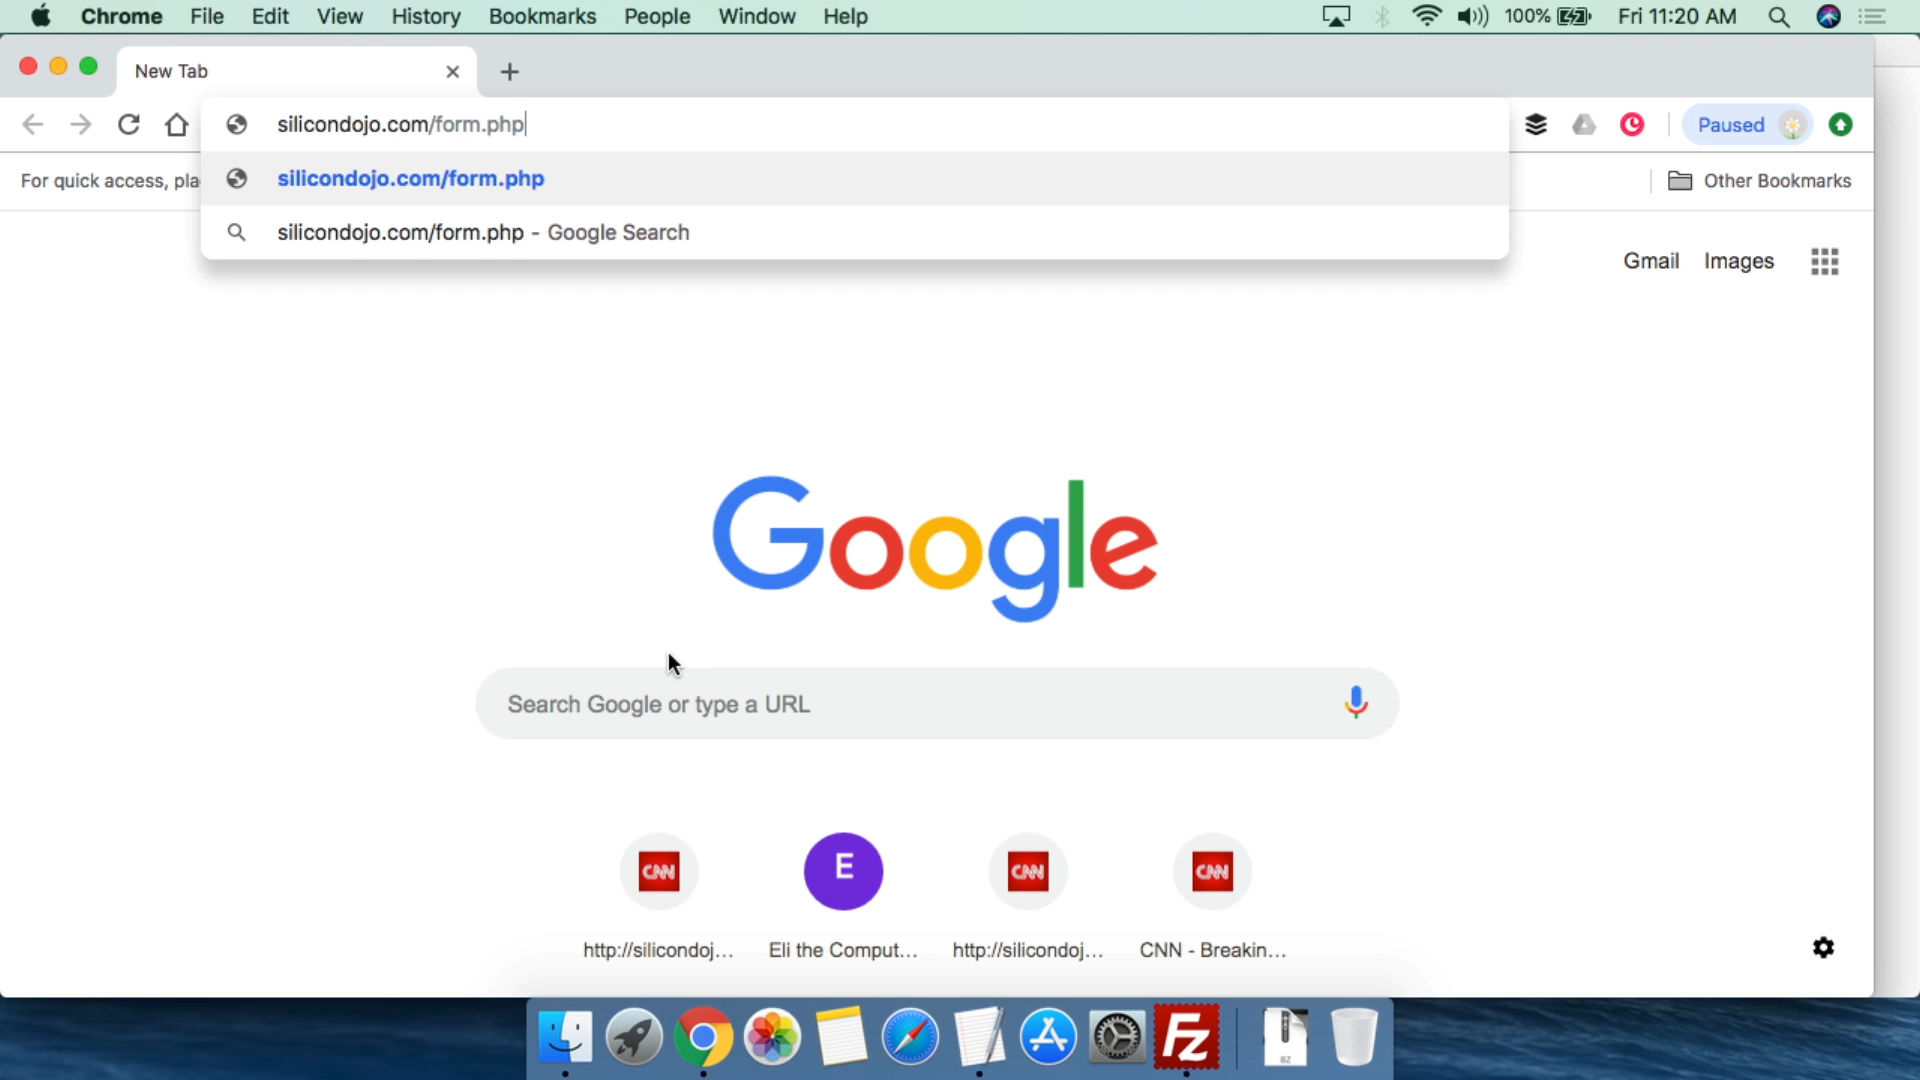 Chrome File Edit View History Bookmarks People Window Help 100% Fri 11:20 AM
New Tab
silicondojo.com/form.php
Paused
For quick access, pla
silicondojo.com/form.php
Other Bookmarks
silicondojo.com/form.php - Google Search
Gmail Images
Google
Search Google or type a URL
CNN E CNN CNN
http://silicondoj... Eli the Comput... http://silicondoj... CNN - Breakin...
Fz
BZ